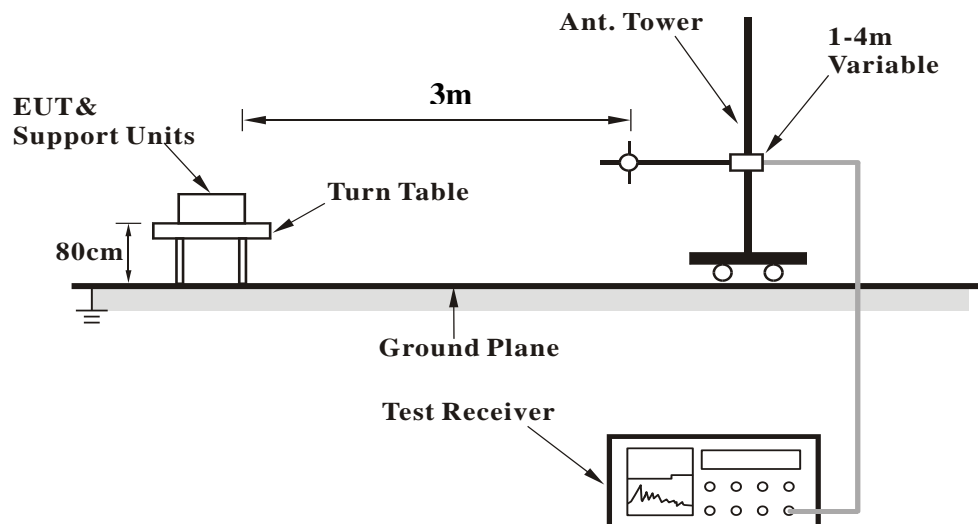 Ant. Tower
1-4m
Variable
3m
EUT&
Support Units
Turn Table
80cm
Ground Plane
Test Receiver